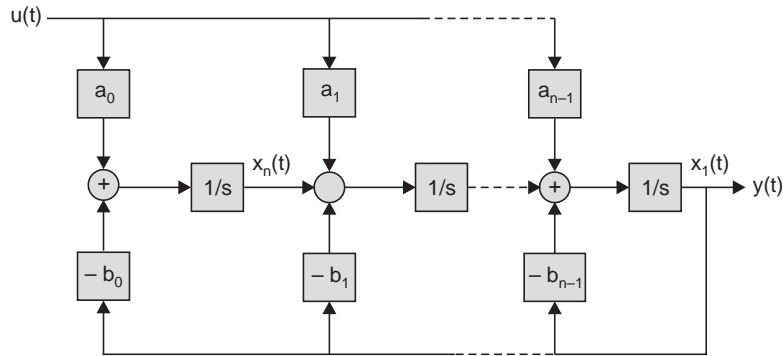 u(t)
a₀ a₁ aₙ₋₁
xₙ(t) x₁(t)
+ 1/s 1/s + 1/s y(t)
– b₀ – b₁ – bₙ₋₁